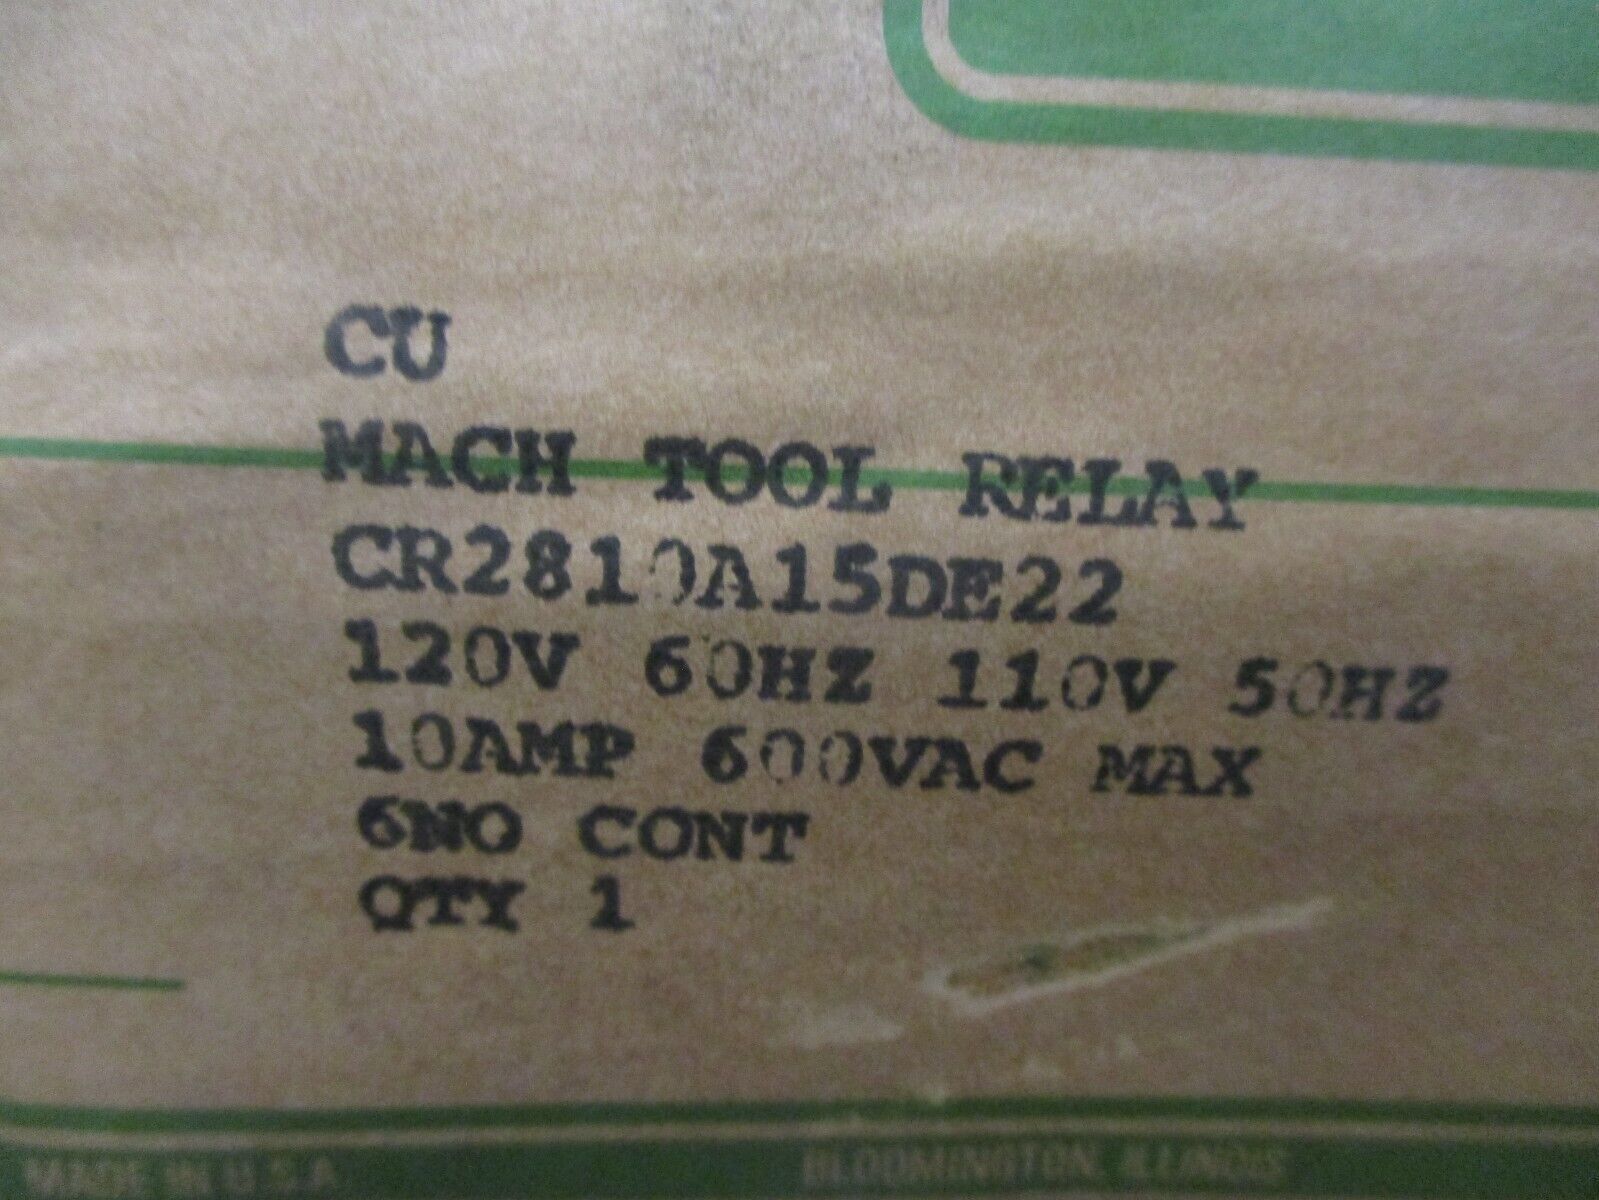 CU
MACH TOOL RELAY
CR2810A15DE22
120V 60HZ 110V 50HZ
10AMP 600VAC MAX
6NO CONT
QTY 1
MADE IN U.S.A.
BLOOMINGTON, ILLINOIS